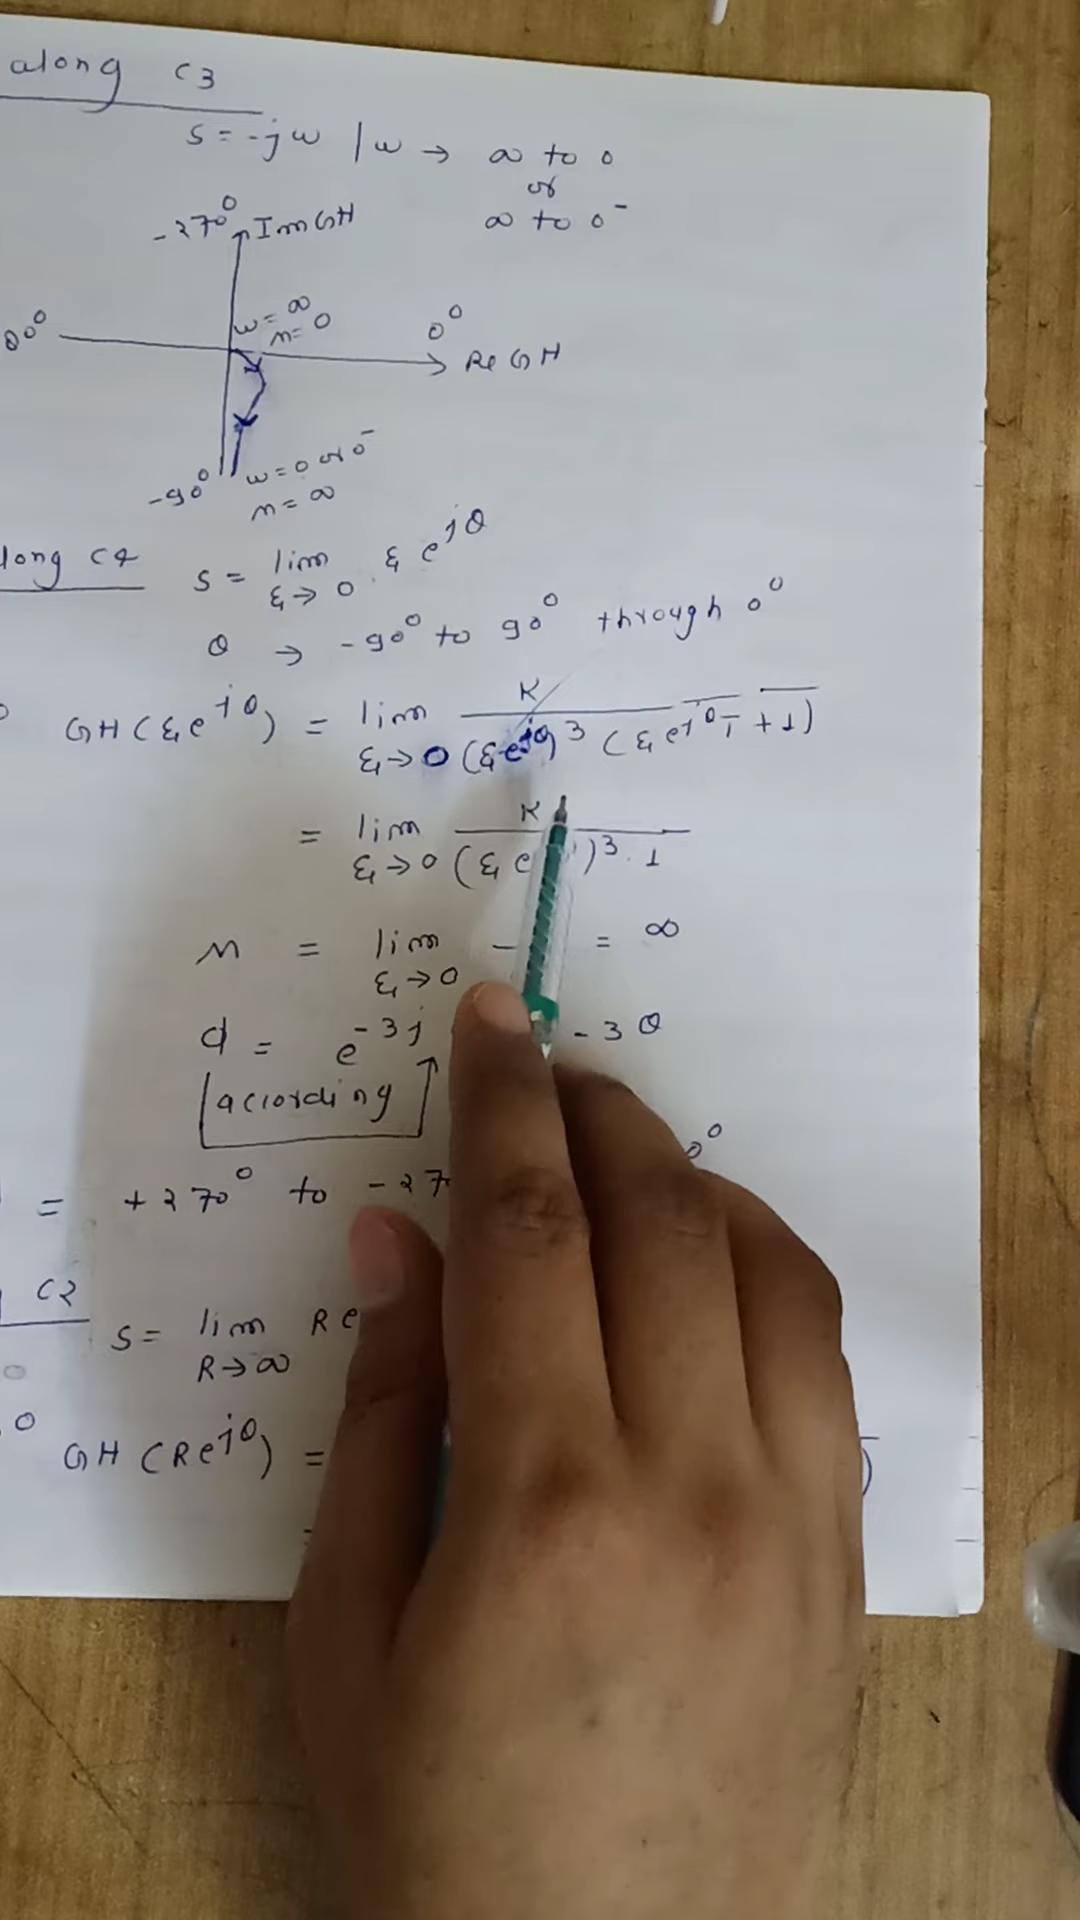 along C3
s = -jω | ω → ∞ to 0
or
∞ to 0⁻
-270° Im GH
ω = ∞
m = 0
0°
Re GH
ω = 0 or 0⁻
-90°
m = ∞
long C4
s = lim ε e^jθ
ε → 0
θ → -90° to 90° through 0°
GH(εe^jθ) = lim K
ε → 0 (εe^jθ)³ (εe^jθ T + 1)
= lim K
ε → 0 (εe )³ . 1
M = lim = ∞
ε → 0
ϕ = e^-3j - 3θ
aciording
= +270° to -27
C2
s = lim Re
R → ∞
GH (Re^jθ) =